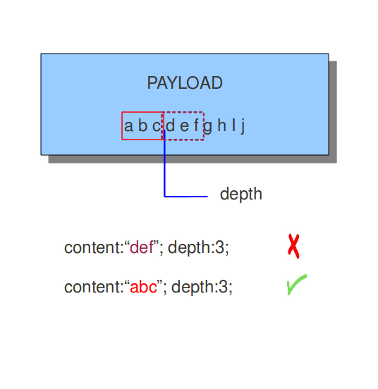 PAYLOAD
a b c d e f g h I j
depth
content:“def”; depth:3;
content:“abc”; depth:3;